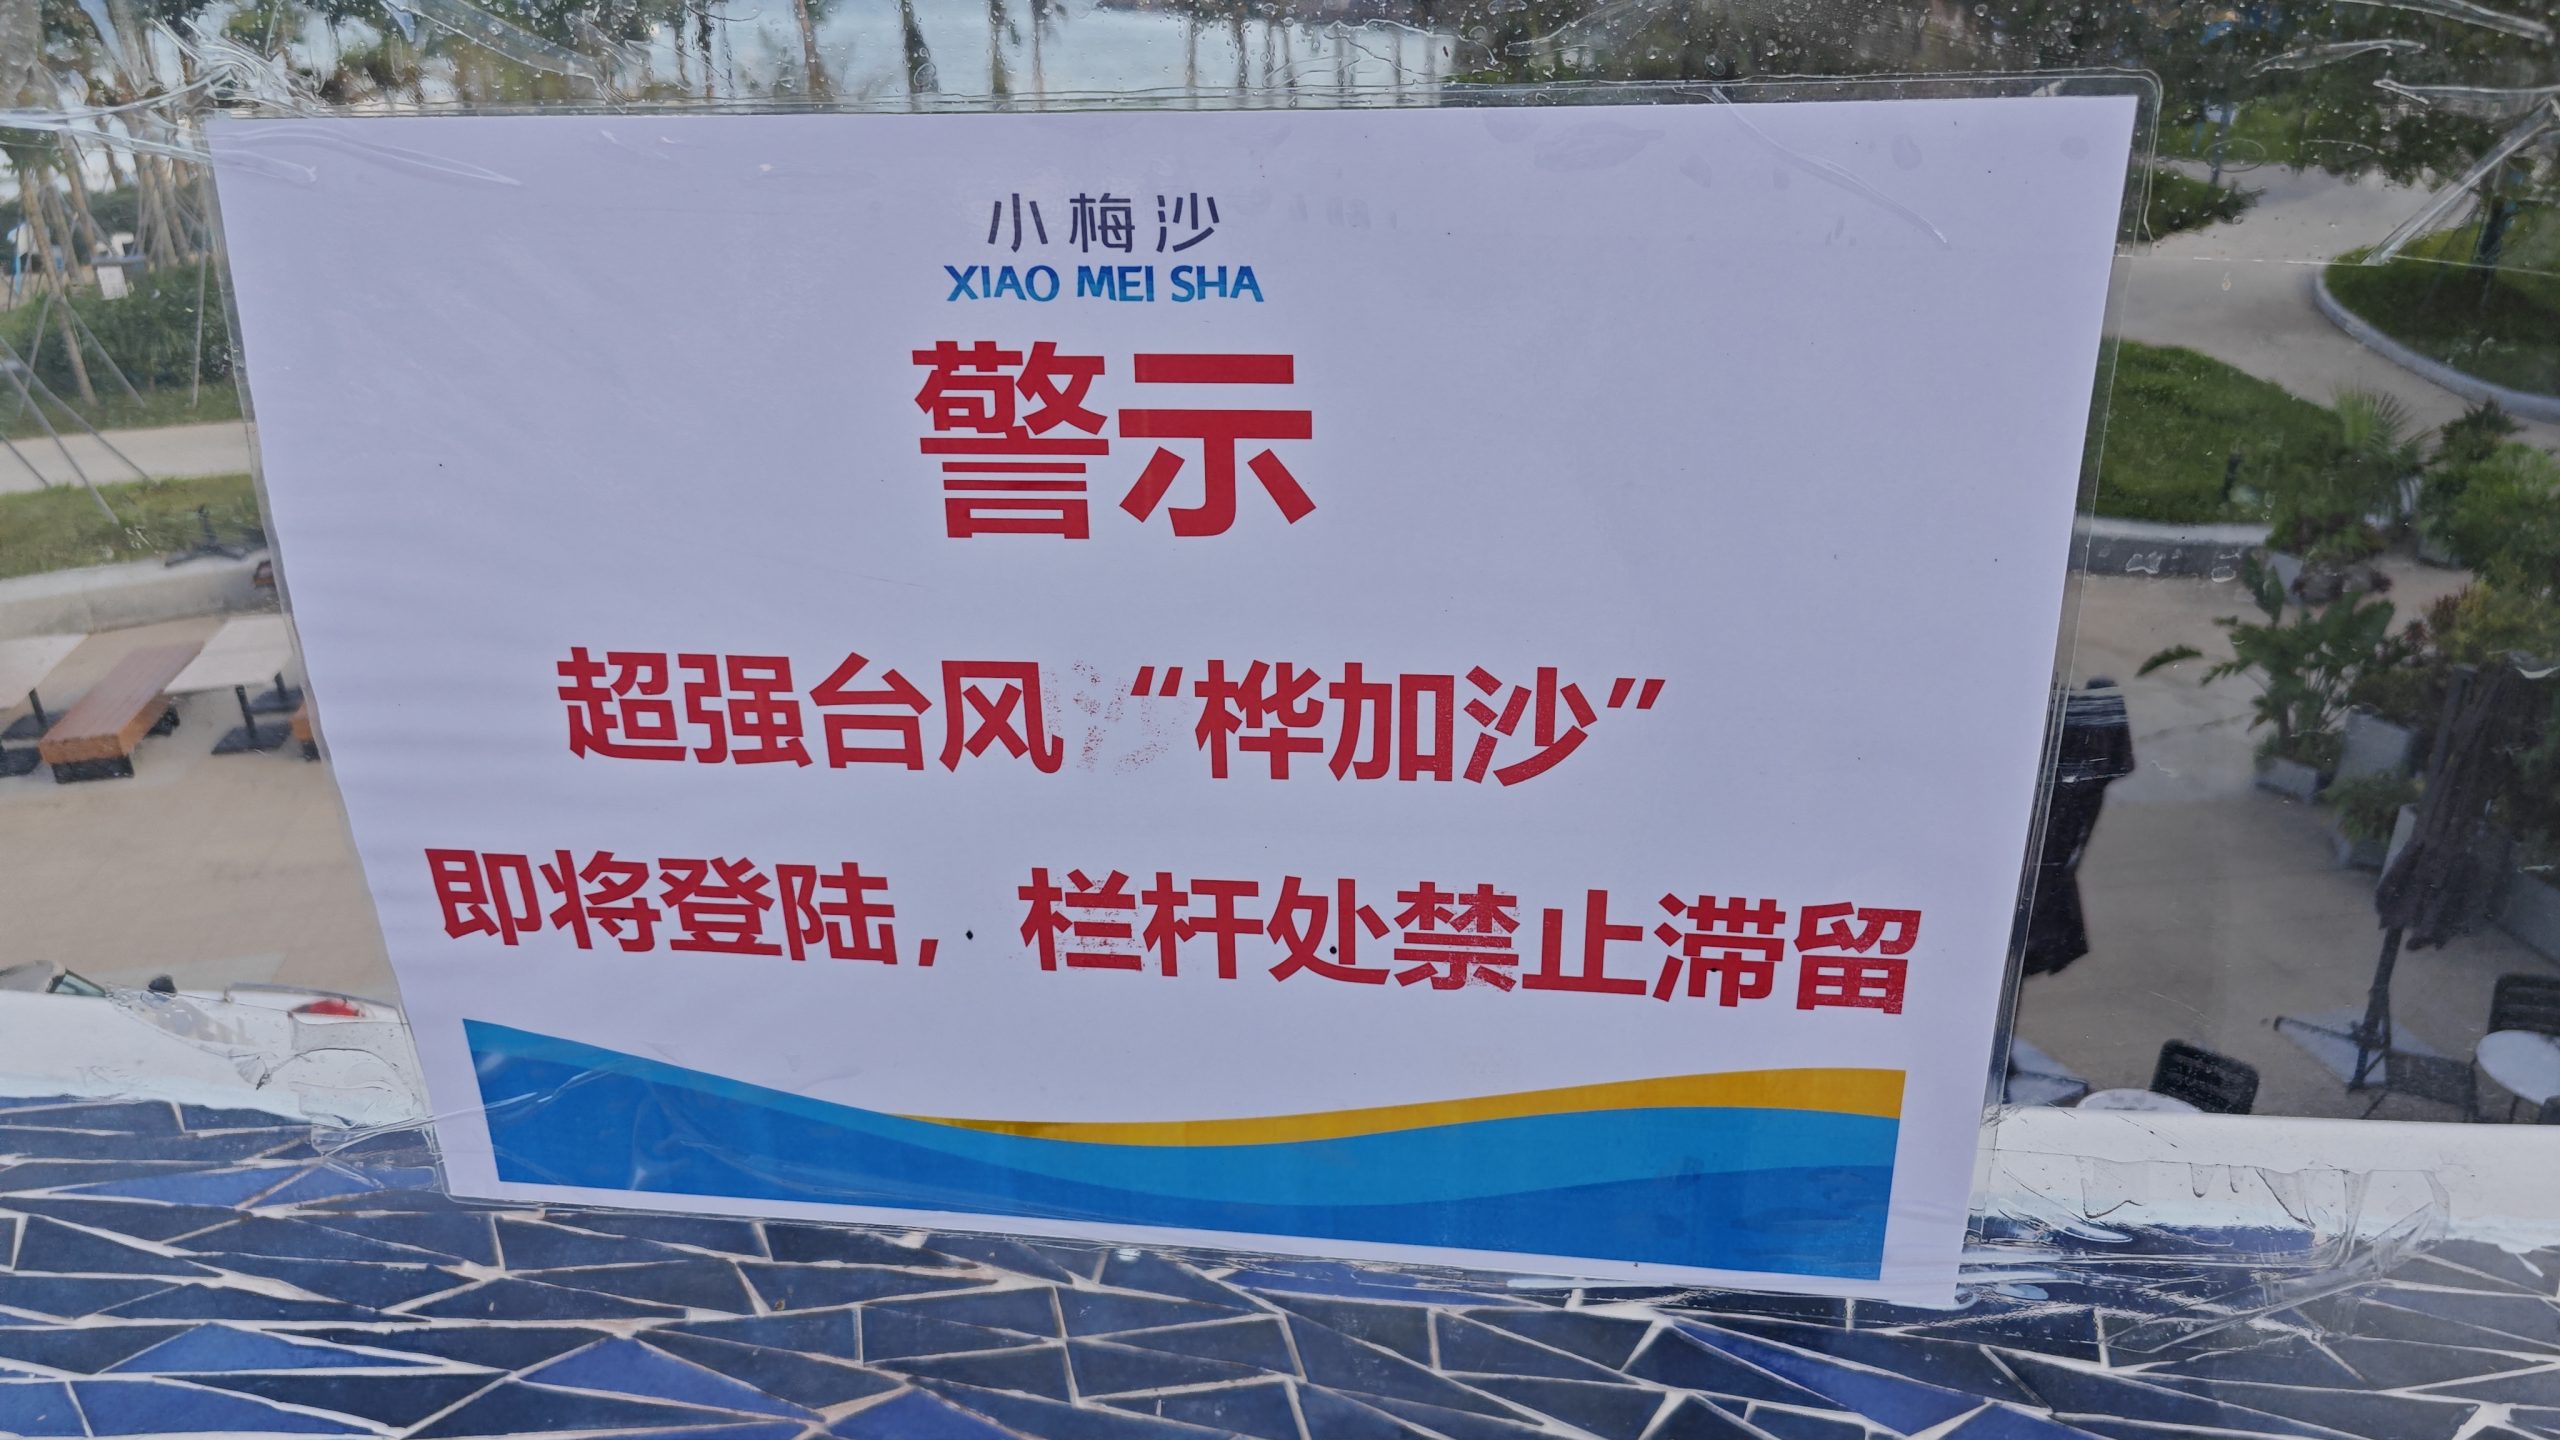 小梅沙
XIAO MEI SHA
警示
超强台风“桦加沙”
即将登陆，栏杆处禁止滞留